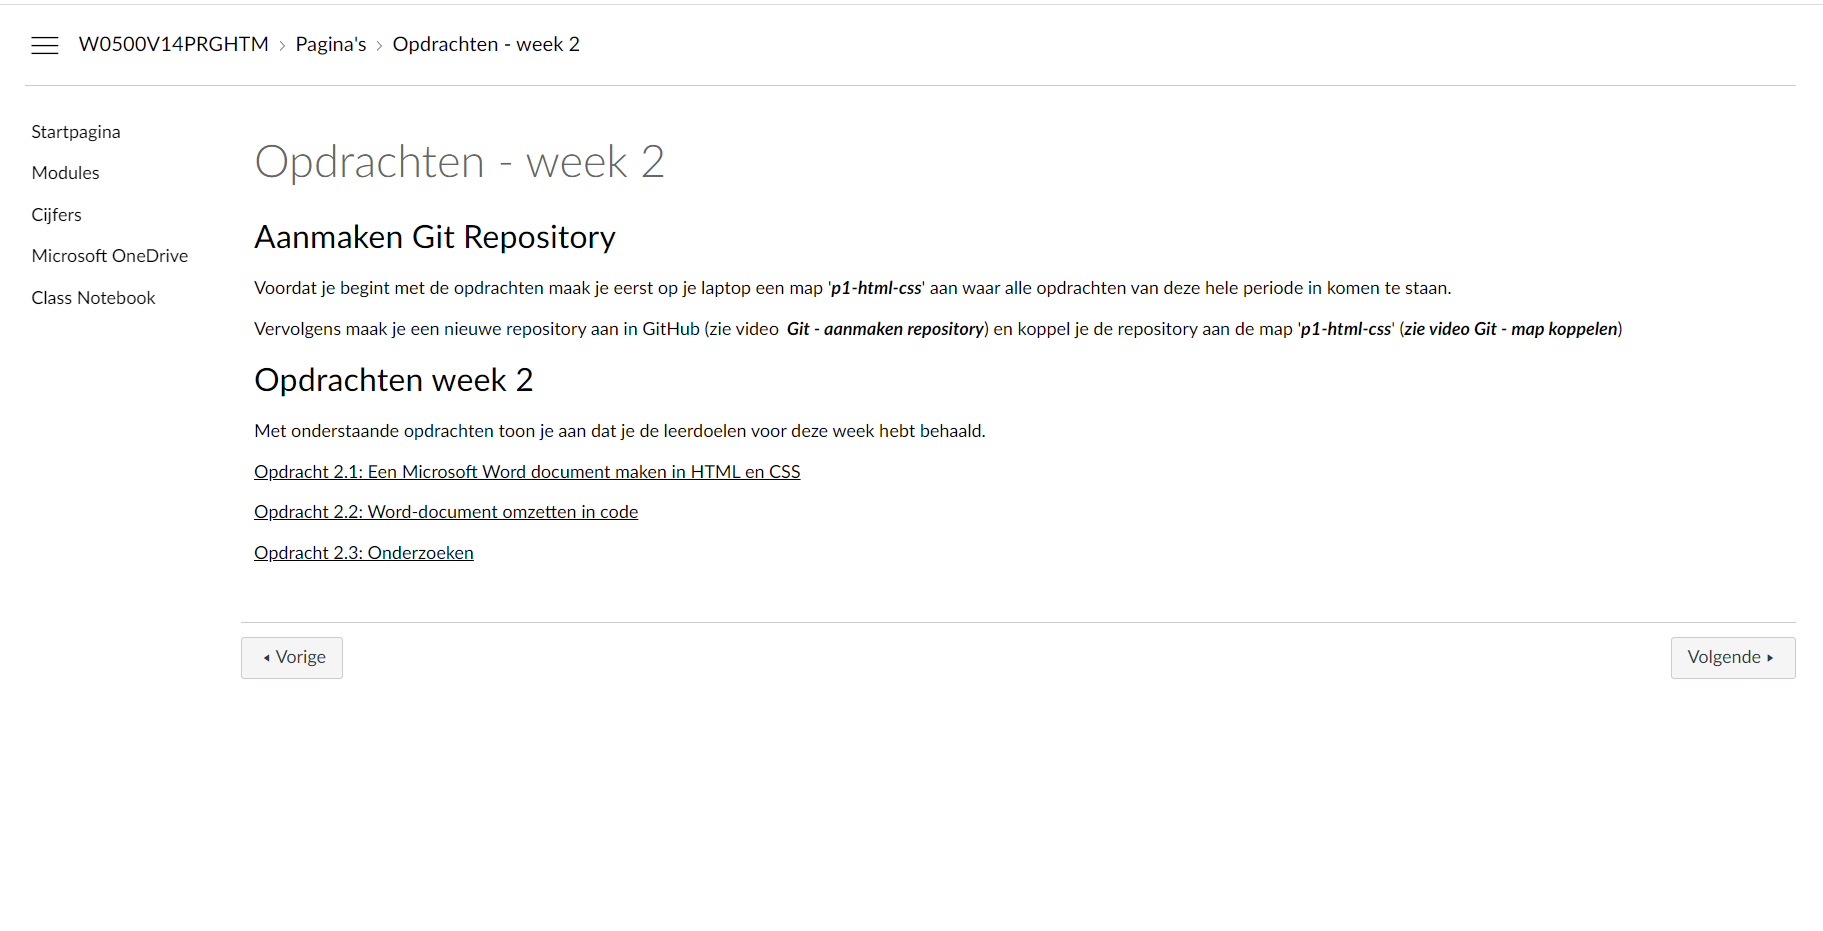 W0500V14PRGHTM › Pagina's › Opdrachten - week 2
Startpagina
Modules
Cijfers
Microsoft OneDrive
Class Notebook
Opdrachten - week 2
Aanmaken Git Repository
Voordat je begint met de opdrachten maak je eerst op je laptop een map 'p1-html-css' aan waar alle opdrachten van deze hele periode in komen te staan.
Vervolgens maak je een nieuwe repository aan in GitHub (zie video Git - aanmaken repository) en koppel je de repository aan de map 'p1-html-css' (zie video Git - map koppelen)
Opdrachten week 2
Met onderstaande opdrachten toon je aan dat je de leerdoelen voor deze week hebt behaald.
Opdracht 2.1: Een Microsoft Word document maken in HTML en CSS
Opdracht 2.2: Word-document omzetten in code
Opdracht 2.3: Onderzoeken
Vorige
Volgende